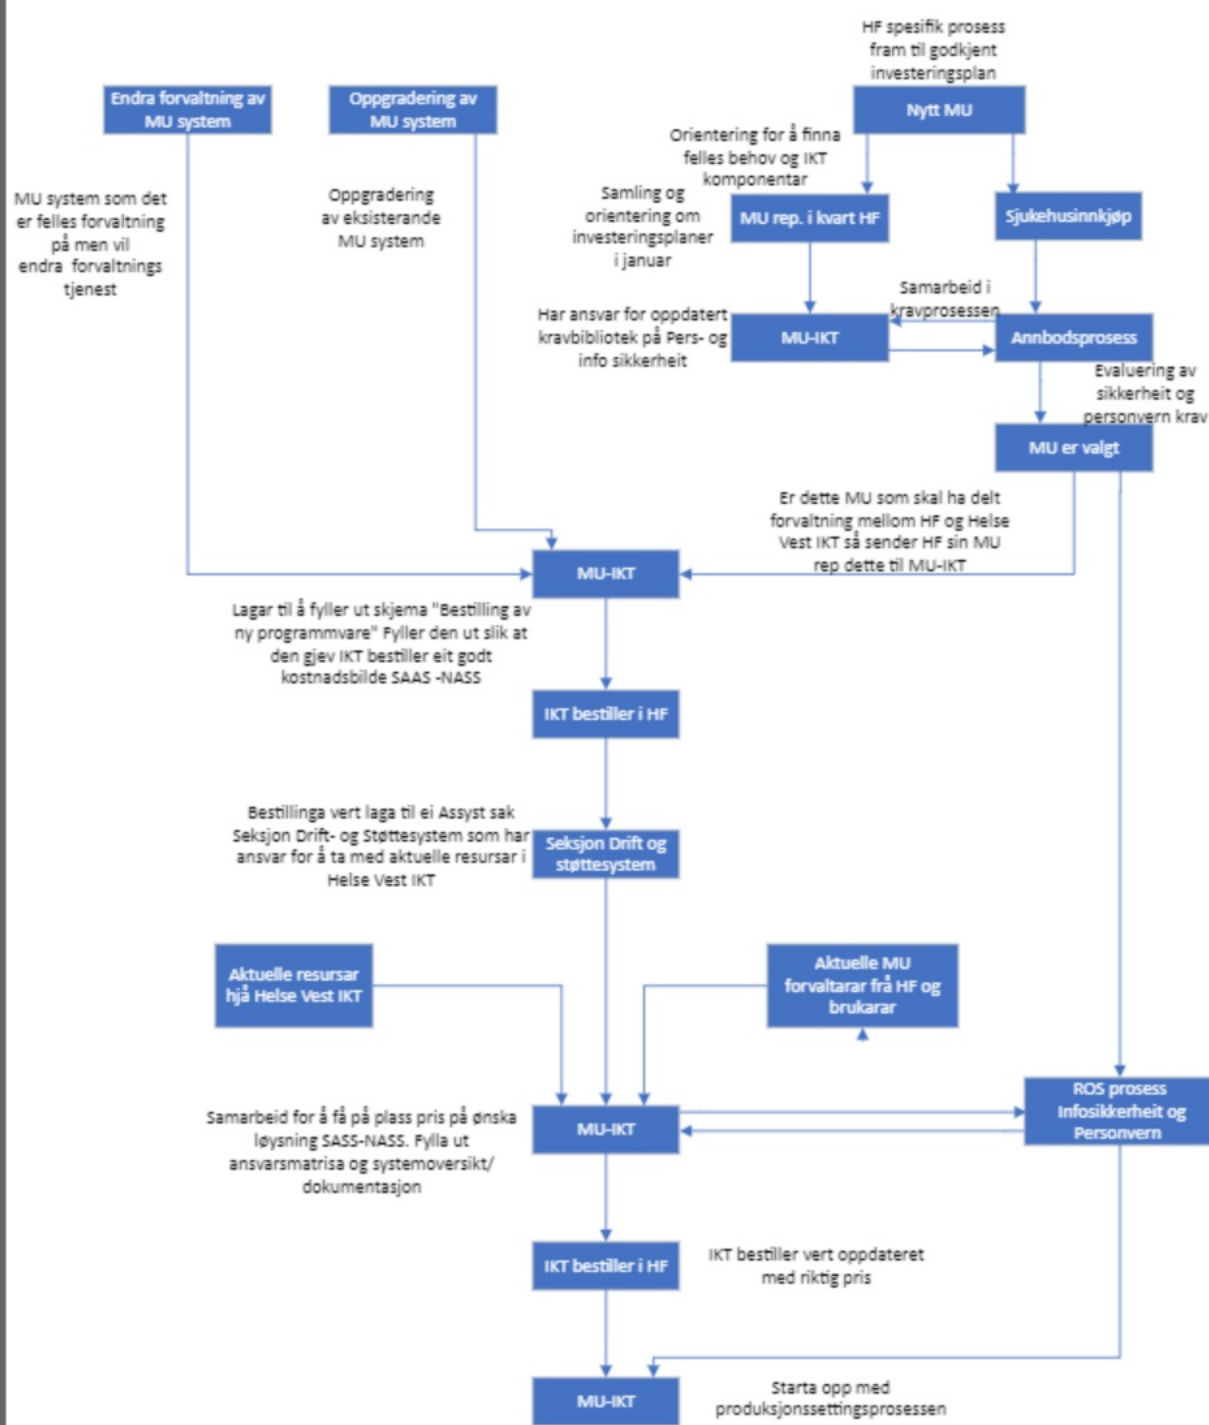 HF spesifik prosess
fram til godkjent
investeringsplan
Endra forvaltning av
MU system
Oppgradering av
MU system
Nytt MU
Orientering for å finna
felles behov og IKT
komponentar
MU system som det
er felles forvaltning
på men vil
endra forvaltnings
tjenest
Oppgradering
av eksisterande
MU system
Samling og
orientering om
investeringsplaner
i januar
MU rep. i kvart HF
Sjukehusinnkjøp
Samarbeid i
kravprosessen
Har ansvar for oppdatert
kravbibliotek på Pers- og
info sikkerheit
MU-IKT
Annbodsprosess
Evaluering av
sikkerheit og
personvern krav
MU er valgt
Er dette MU som skal ha delt
forvaltning mellom HF og Helse
Vest IKT så sender HF sin MU
rep dette til MU-IKT
MU-IKT
Lagar til å fyller ut skjema "Bestilling av
ny programmvare" Fyller den ut slik at
den gjev IKT bestiller eit godt
kostnadsbilde SAAS -NASS
IKT bestiller i HF
Bestillinga vert laga til ei Assyst sak
Seksjon Drift- og Støttesystem som har
ansvar for å ta med aktuelle resursar i
Helse Vest IKT
Seksjon Drift og
støttesystem
Aktuelle resursar
hjå Helse Vest IKT
Aktuelle MU
forvaltarar frå HF og
brukarar
Samarbeid for å få på plass pris på ønska
løysning SASS-NASS. Fylla ut
ansvarsmatrisa og systemoversikt/
dokumentasjon
MU-IKT
ROS prosess
Infosikkerheit og
Personvern
IKT bestiller i HF
IKT bestiller vert oppdateret
med riktig pris
MU-IKT
Starta opp med
produksjonssettingsprosessen